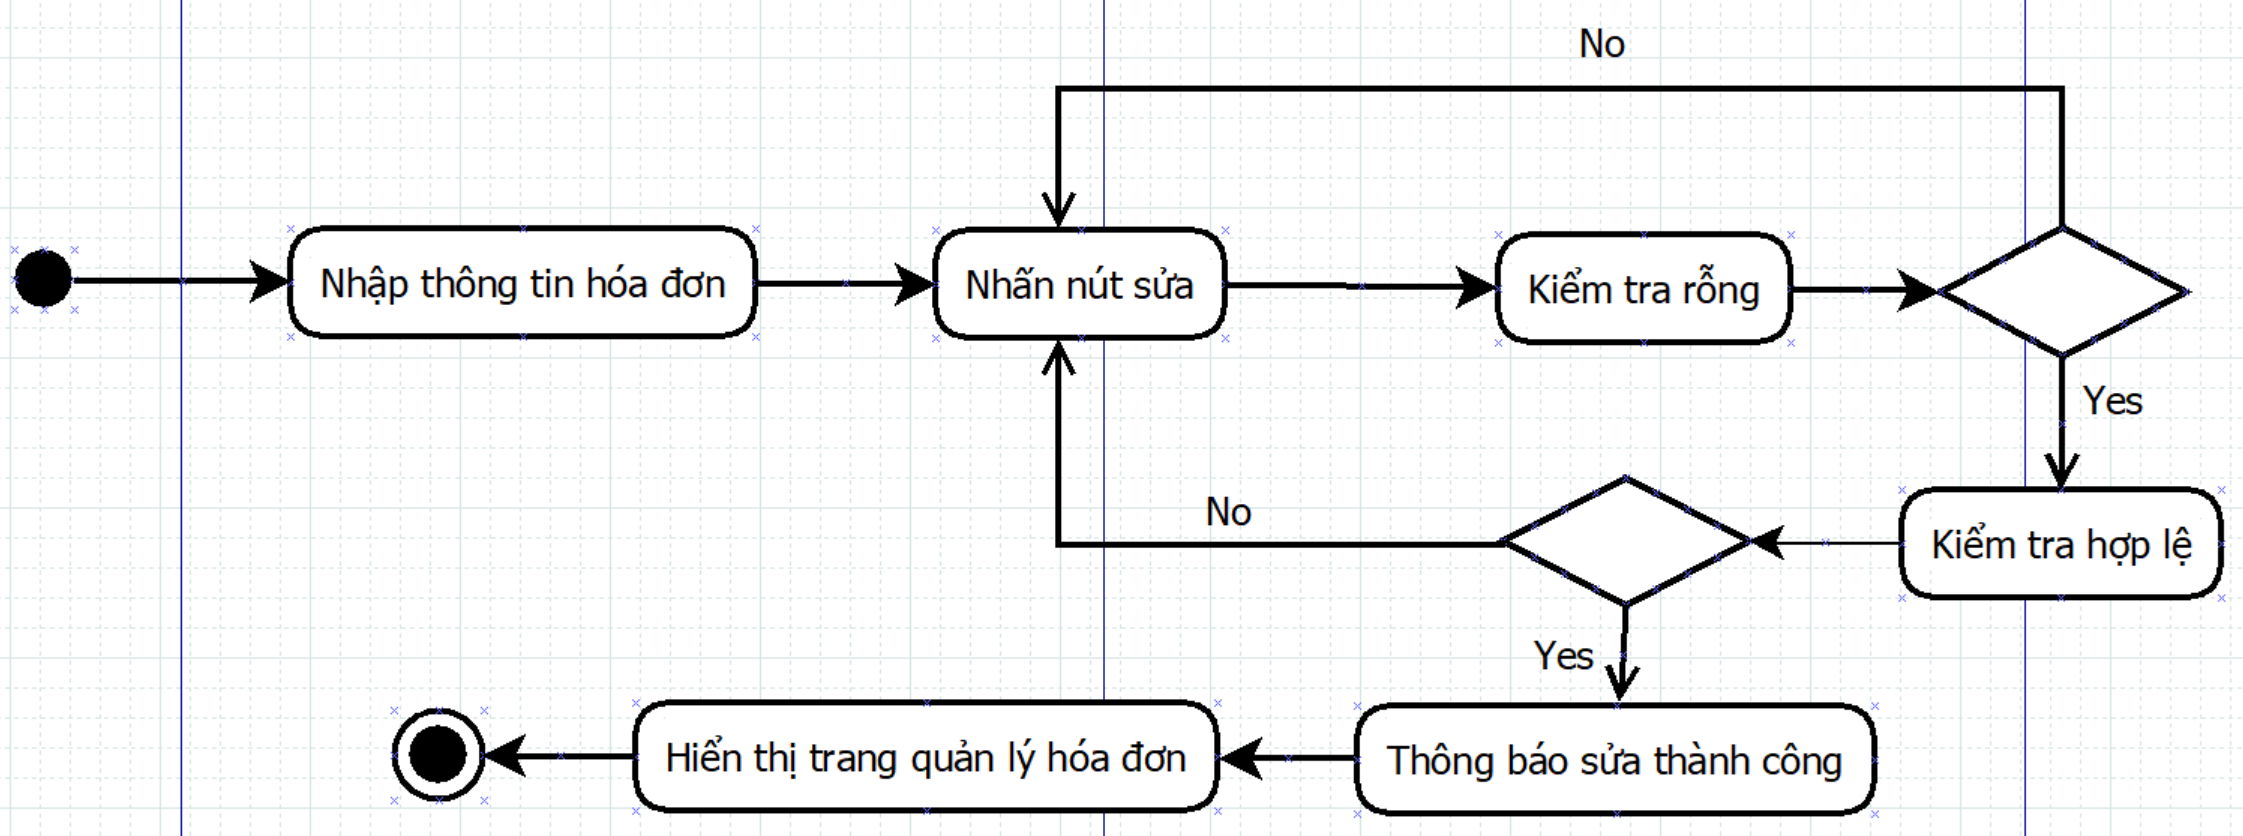 No
Nhập thông tin hóa đơn
Nhấn nút sửa
Kiểm tra rỗng
Yes
No
Kiểm tra hợp lệ
Yes
Hiển thị trang quản lý hóa đơn
Thông báo sửa thành công